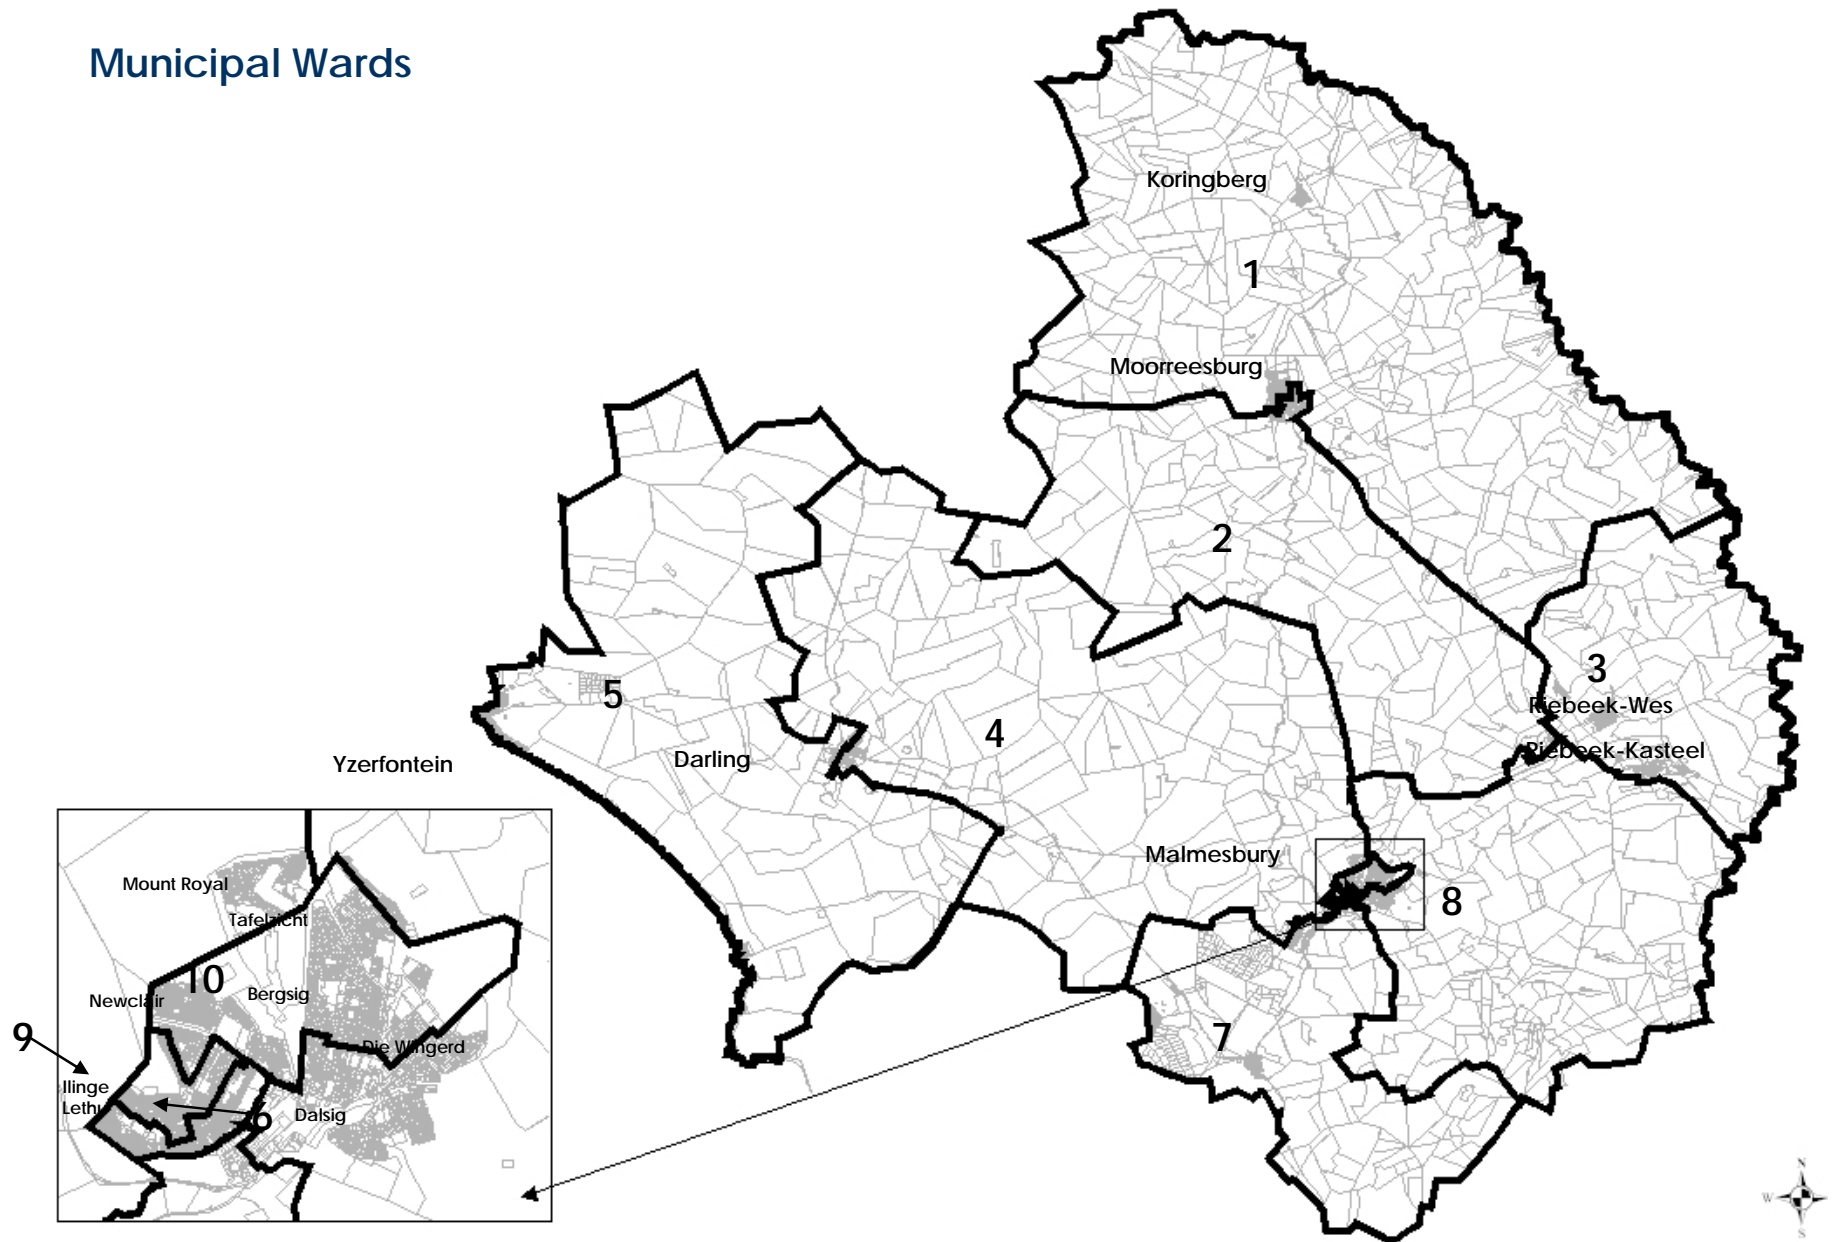 Municipal Wards
Koringberg
1
Moorreesburg
2
3
Riebeek-Wes
Riebeek-Kasteel
5
4
Darling
Yzerfontein
Malmesbury
8
7
Mount Royal
Tafelzicht
10
Bergsig
Newclair
9
Die Wingerd
Ilinge
Lethu
6
Dalsig
N
W
S